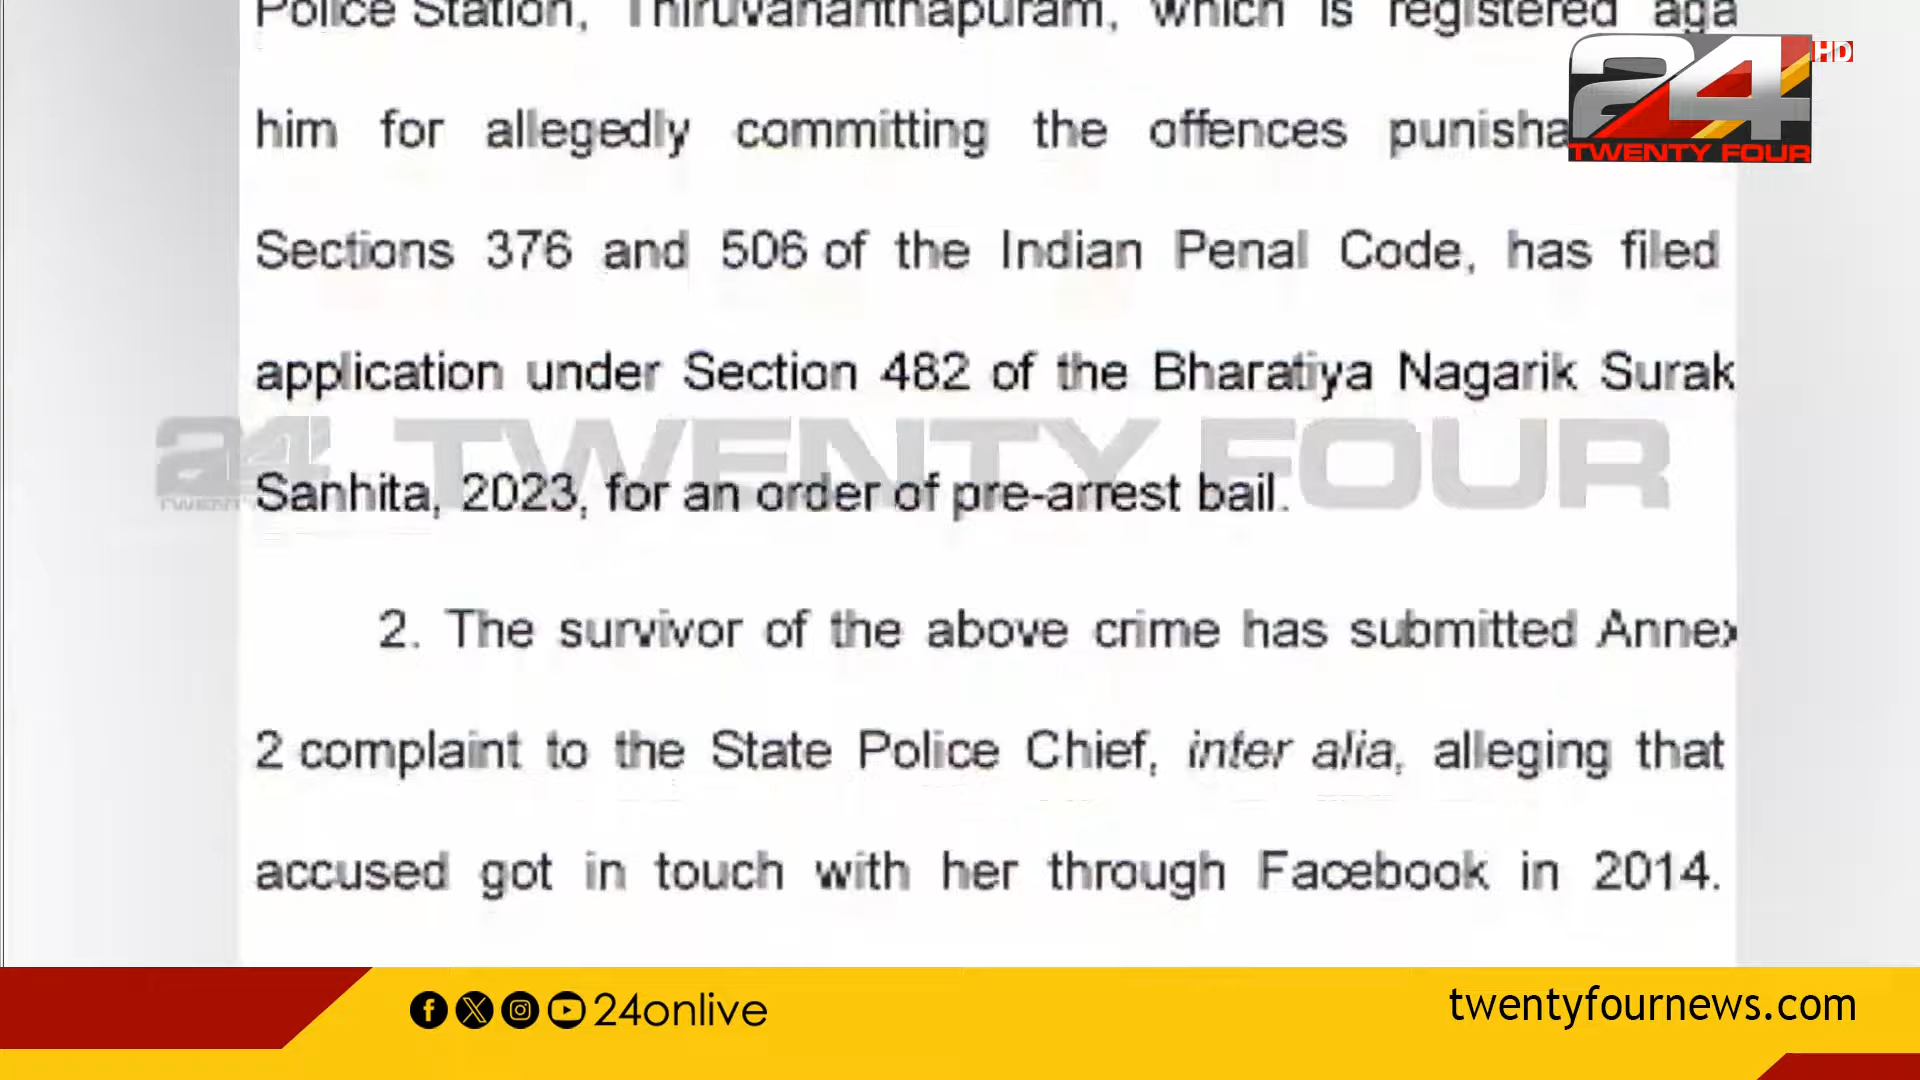 Police Station, Thiruvananthapuram, which is registered aga
him for allegedly committing the offences punisha
Sections 376 and 506 of the Indian Penal Code, has filed
application under Section 482 of the Bharatiya Nagarik Surak
Sanhita, 2023, for an order of pre-arrest bail.
2. The survivor of the above crime has submitted Annex
2 complaint to the State Police Chief, inter alia, alleging that
accused got in touch with her through Facebook in 2014.
24 HD
TWENTY FOUR
24 TWENTY FOUR
24onlive
twentyfournews.com